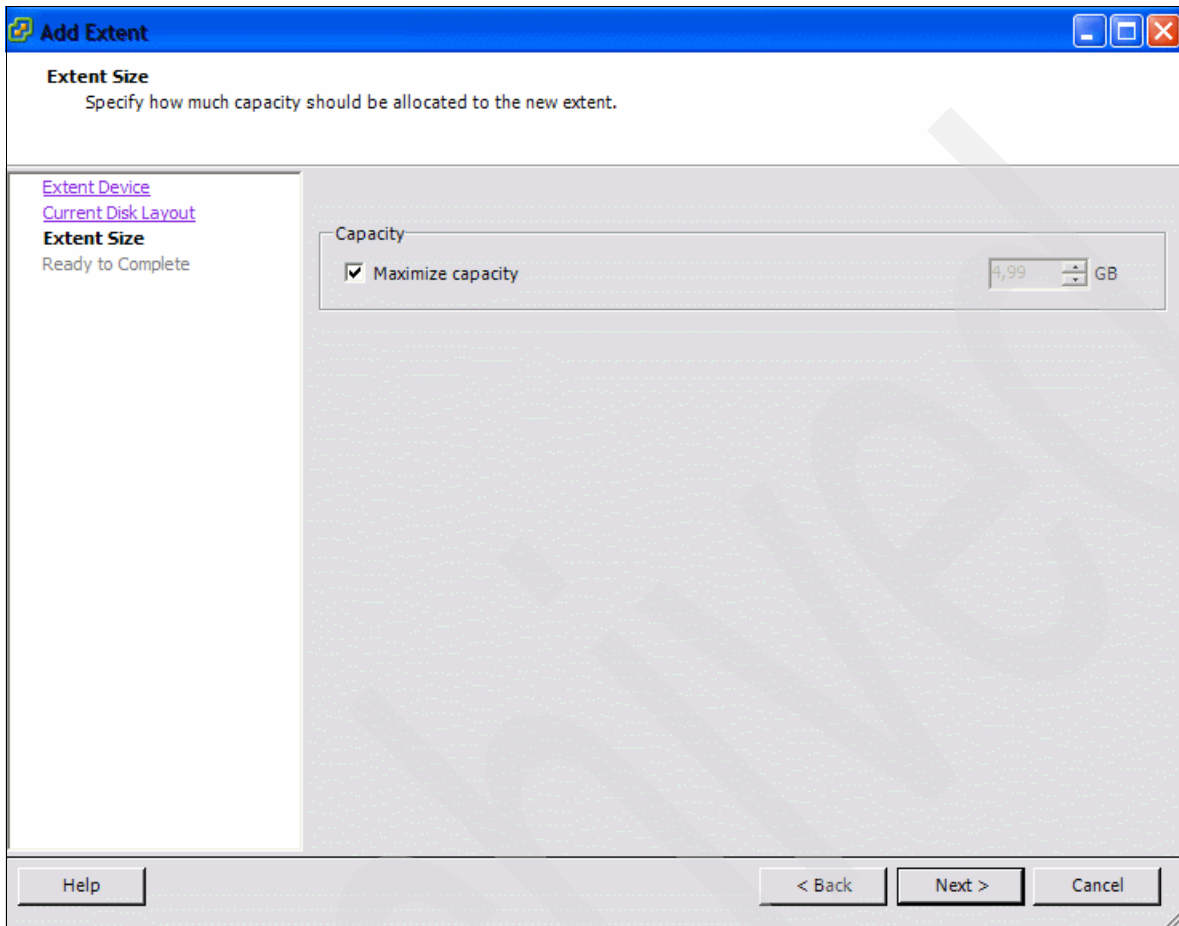 Add Extent
Extent Size
Specify how much capacity should be allocated to the new extent.
Extent Device
Current Disk Layout
Extent Size
Ready to Complete
Capacity
Maximize capacity
4,99 GB
Help
< Back
Next >
Cancel